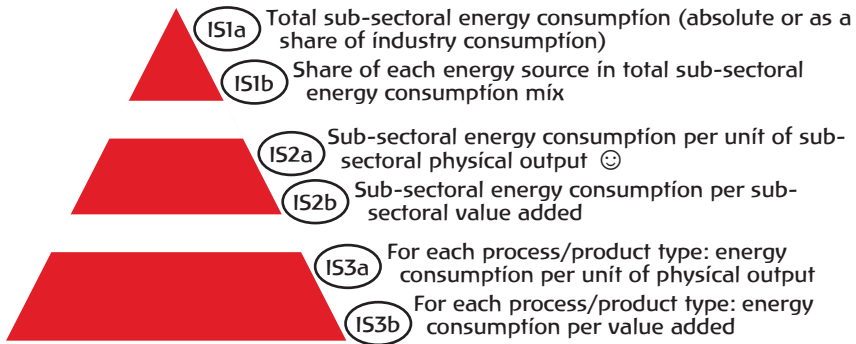 IS1a Total sub-sectoral energy consumption (absolute or as a
share of industry consumption)
IS1b Share of each energy source in total sub-sectoral
energy consumption mix
IS2a Sub-sectoral energy consumption per unit of sub-
sectoral physical output ☺
IS2b Sub-sectoral energy consumption per sub-
sectoral value added
IS3a For each process/product type: energy
consumption per unit of physical output
IS3b For each process/product type: energy
consumption per value added